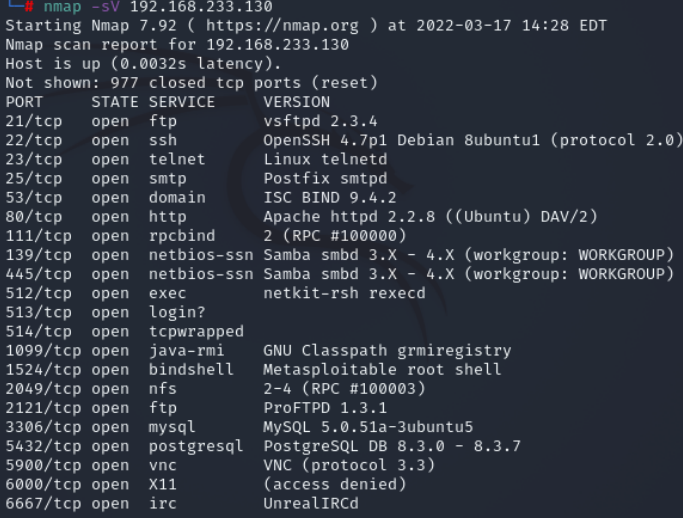 └─# nmap -sV 192.168.233.130
Starting Nmap 7.92 ( https://nmap.org ) at 2022-03-17 14:28 EDT
Nmap scan report for 192.168.233.130
Host is up (0.0032s latency).
Not shown: 977 closed tcp ports (reset)
PORT     STATE SERVICE     VERSION
21/tcp   open  ftp         vsftpd 2.3.4
22/tcp   open  ssh         OpenSSH 4.7p1 Debian 8ubuntu1 (protocol 2.0)
23/tcp   open  telnet      Linux telnetd
25/tcp   open  smtp        Postfix smtpd
53/tcp   open  domain      ISC BIND 9.4.2
80/tcp   open  http        Apache httpd 2.2.8 ((Ubuntu) DAV/2)
111/tcp  open  rpcbind     2 (RPC #100000)
139/tcp  open  netbios-ssn Samba smbd 3.X - 4.X (workgroup: WORKGROUP)
445/tcp  open  netbios-ssn Samba smbd 3.X - 4.X (workgroup: WORKGROUP)
512/tcp  open  exec        netkit-rsh rexecd
513/tcp  open  login?
514/tcp  open  tcpwrapped
1099/tcp open  java-rmi    GNU Classpath grmiregistry
1524/tcp open  bindshell   Metasploitable root shell
2049/tcp open  nfs         2-4 (RPC #100003)
2121/tcp open  ftp         ProFTPD 1.3.1
3306/tcp open  mysql       MySQL 5.0.51a-3ubuntu5
5432/tcp open  postgresql  PostgreSQL DB 8.3.0 - 8.3.7
5900/tcp open  vnc         VNC (protocol 3.3)
6000/tcp open  X11         (access denied)
6667/tcp open  irc         UnrealIRCd